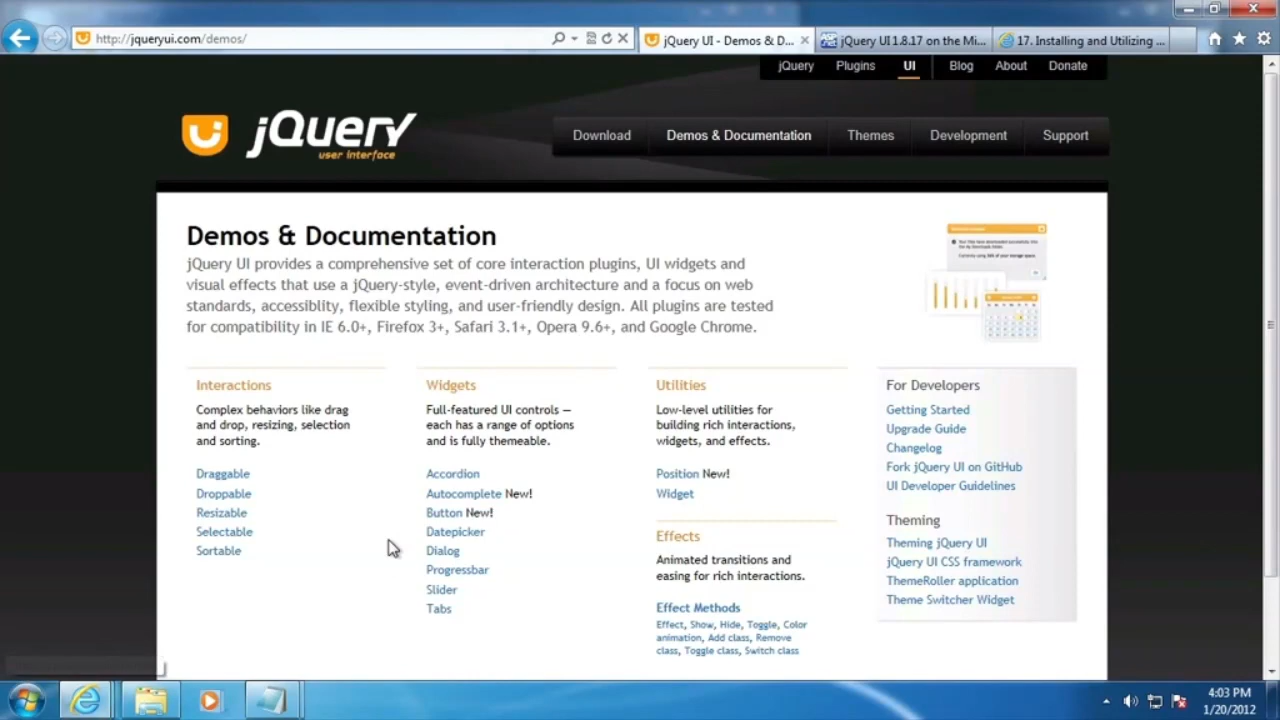 http://jqueryui.com/demos/
jQuery UI - Demos & D...
jQuery UI 1.8.17 on the Mi...
17. Installing and Utilizing ...
jQuery
Plugins
UI
Blog
About
Donate
jQuery
user interface
Download
Demos & Documentation
Themes
Development
Support
Demos & Documentation
jQuery UI provides a comprehensive set of core interaction plugins, UI widgets and
visual effects that use a jQuery-style, event-driven architecture and a focus on web
standards, accessiblity, flexible styling, and user-friendly design. All plugins are tested
for compatibility in IE 6.0+, Firefox 3+, Safari 3.1+, Opera 9.6+, and Google Chrome.
Interactions
Complex behaviors like drag
and drop, resizing, selection
and sorting.
Draggable
Droppable
Resizable
Selectable
Sortable
Widgets
Full-featured UI controls —
each has a range of options
and is fully themeable.
Accordion
Autocomplete New!
Button New!
Datepicker
Dialog
Progressbar
Slider
Tabs
Utilities
Low-level utilities for
building rich interactions,
widgets, and effects.
Position New!
Widget
Effects
Animated transitions and
easing for rich interactions.
Effect Methods
Effect, Show, Hide, Toggle, Color
animation, Add class, Remove
class, Toggle class, Switch class
For Developers
Getting Started
Upgrade Guide
Changelog
Fork jQuery UI on GitHub
UI Developer Guidelines
Theming
Theming jQuery UI
jQuery UI CSS framework
ThemeRoller application
Theme Switcher Widget
4:03 PM
1/20/2012